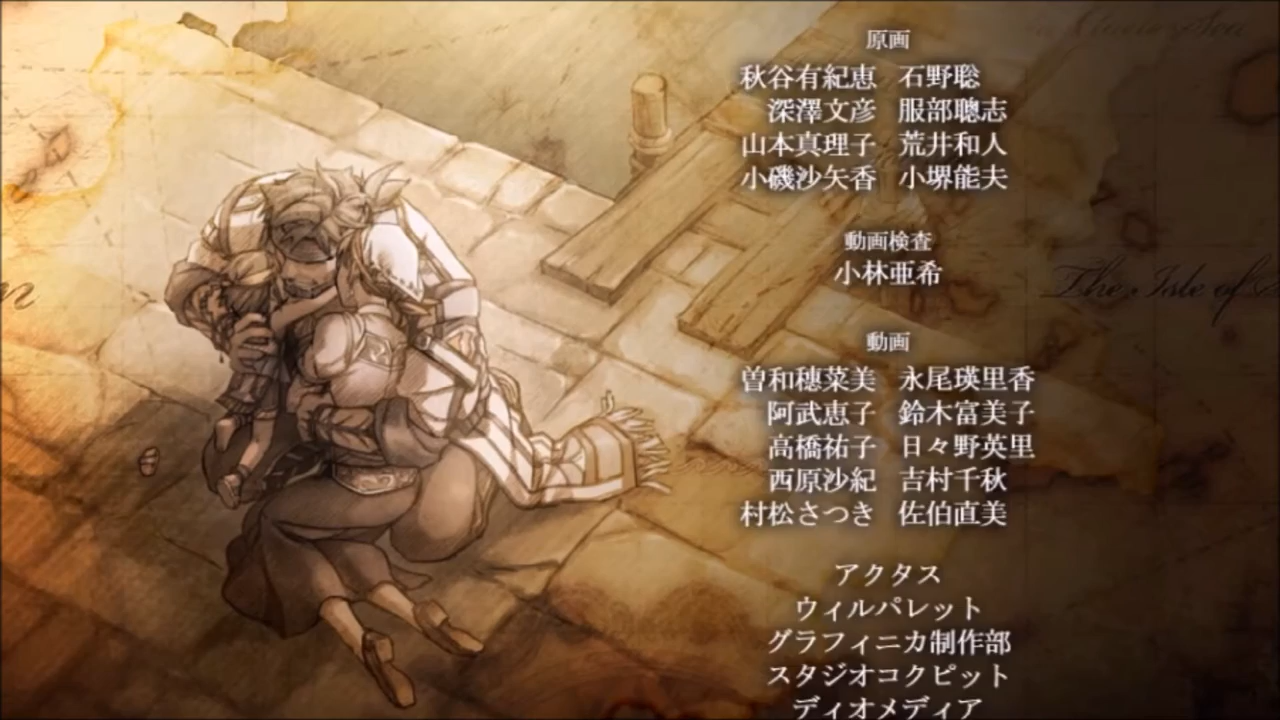 原画
秋谷有紀恵 石野聡
深澤文彦 服部聰志
山本真理子 荒井和人
小磯沙矢香 小堺能夫
動画検査
小林亜希
動画
曽和穗菜美 永尾瑛里香
阿武恵子 鈴木富美子
高橋祐子 日々野英里
西原沙紀 吉村千秋
村松さつき 佐伯直美
アクタス
ウィルパレット
グラフィニカ制作部
スタジオコクピット
ディオメディア
The Isle of